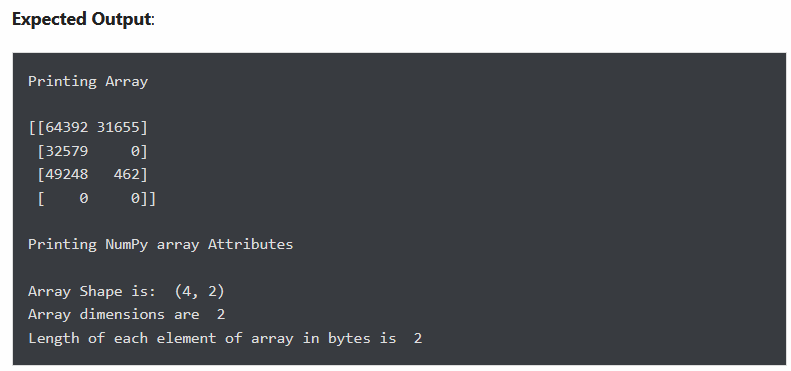 Expected Output:
Printing Array
[[64392 31655]
 [32579     0]
 [49248   462]
 [    0     0]]
Printing NumPy array Attributes
Array Shape is:  (4, 2)
Array dimensions are  2
Length of each element of array in bytes is  2